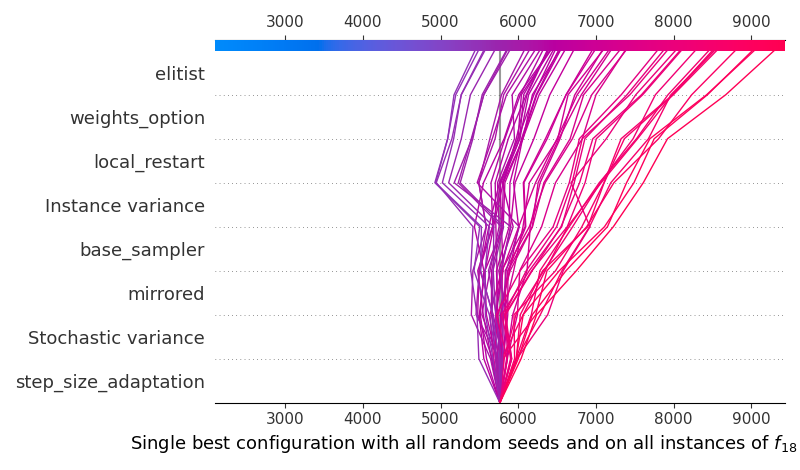 3000 4000 5000 6000 7000 8000 9000
elitist
weights_option
local_restart
Instance variance
base_sampler
mirrored
Stochastic variance
step_size_adaptation
3000 4000 5000 6000 7000 8000 9000
Single best configuration with all random seeds and on all instances of f₁₈